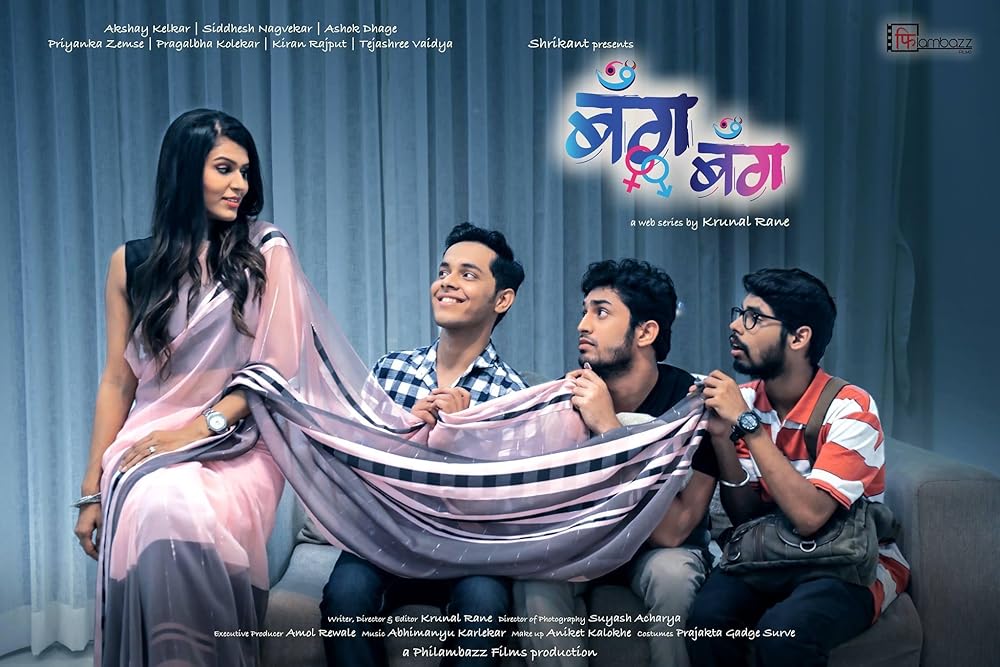 Akshay Kelkar | Siddhesh Nagvekar | Ashok Dhage
Priyanka Zemse | Pragalbha Kolekar | Kiran Rajput | Tejashree Vaidya
Shrikant presents
फिlambazz
FILMS
बॅंग
बॅंग
a web series by Krunal Rane
Writer, Director & Editor Krunal Rane Director of Photography Suyash Acharya
Executive Producer Amol Rewale Music Abhimanyu Karlekar Make up Aniket Kalokhe Costumes Prajakta Gadge Surve
a Philambazz Films production